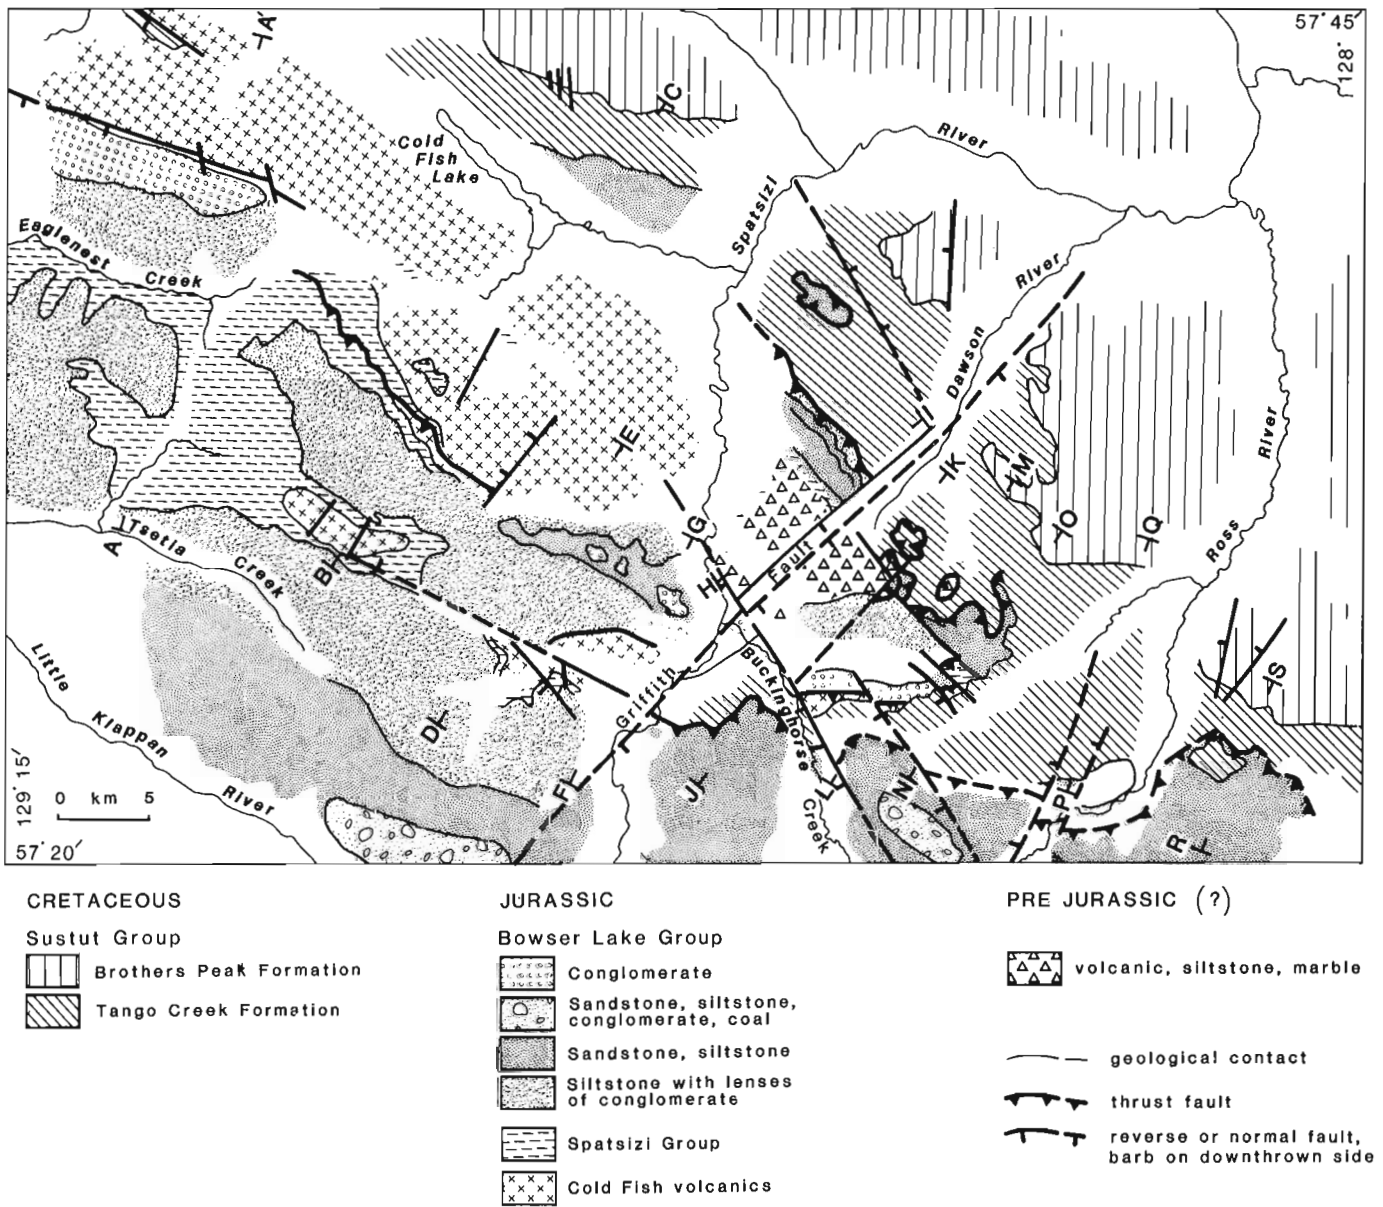 57°45′
128°
A′
C
Cold
Fish
Lake
River
Spatsizi
River
Dawson
Eaglenest
Creek
E
K
M
River
O
Q
Ross
G
H
Fault
A
Tsetia
Creek
B
S
Little
Klappan
River
D
F
Griffith
Buckinghorse
Creek
J
L
N
P
R
129°15′
0 km 5
57°20′
CRETACEOUS
Sustut Group
Brothers Peak Formation
Tango Creek Formation
JURASSIC
Bowser Lake Group
Conglomerate
Sandstone, siltstone,
conglomerate, coal
Sandstone, siltstone
Siltstone with lenses
of conglomerate
Spatsizi Group
Cold Fish volcanics
PRE JURASSIC (?)
volcanic, siltstone, marble
geological contact
thrust fault
reverse or normal fault,
barb on downthrown side